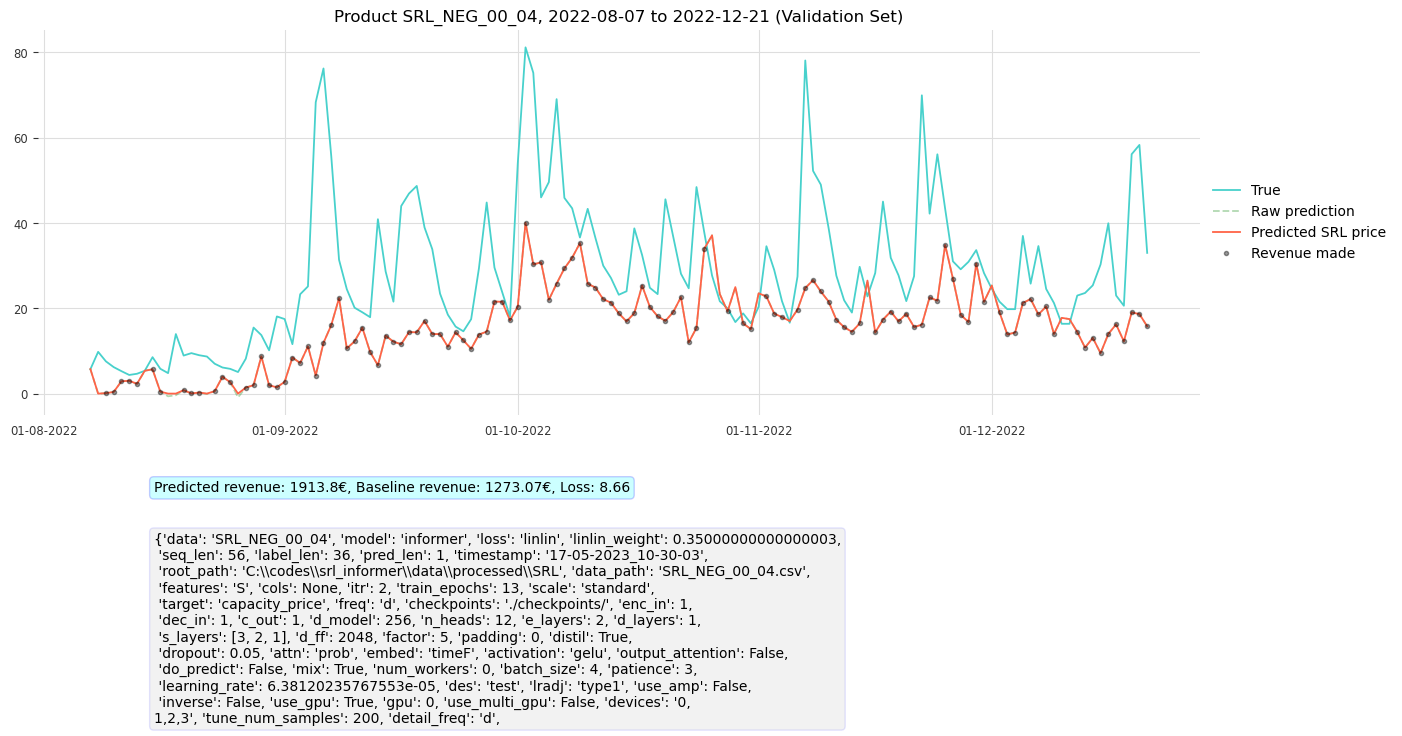 Product SRL_NEG_00_04, 2022-08-07 to 2022-12-21 (Validation Set)
80
60
40
20
0
01-08-2022
01-09-2022
01-10-2022
01-11-2022
01-12-2022
True
Raw prediction
Predicted SRL price
Revenue made
Predicted revenue: 1913.8€, Baseline revenue: 1273.07€, Loss: 8.66
{'data': 'SRL_NEG_00_04', 'model': 'informer', 'loss': 'linlin', 'linlin_weight': 0.35000000000000003,
'seq_len': 56, 'label_len': 36, 'pred_len': 1, 'timestamp': '17-05-2023_10-30-03',
'root_path': 'C:\\codes\\srl_informer\\data\\processed\\SRL', 'data_path': 'SRL_NEG_00_04.csv',
'features': 'S', 'cols': None, 'itr': 2, 'train_epochs': 13, 'scale': 'standard',
'target': 'capacity_price', 'freq': 'd', 'checkpoints': './checkpoints/', 'enc_in': 1,
'dec_in': 1, 'c_out': 1, 'd_model': 256, 'n_heads': 12, 'e_layers': 2, 'd_layers': 1,
's_layers': [3, 2, 1], 'd_ff': 2048, 'factor': 5, 'padding': 0, 'distil': True,
'dropout': 0.05, 'attn': 'prob', 'embed': 'timeF', 'activation': 'gelu', 'output_attention': False,
'do_predict': False, 'mix': True, 'num_workers': 0, 'batch_size': 4, 'patience': 3,
'learning_rate': 6.38120235767553e-05, 'des': 'test', 'lradj': 'type1', 'use_amp': False,
'inverse': False, 'use_gpu': True, 'gpu': 0, 'use_multi_gpu': False, 'devices': '0,
1,2,3', 'tune_num_samples': 200, 'detail_freq': 'd',